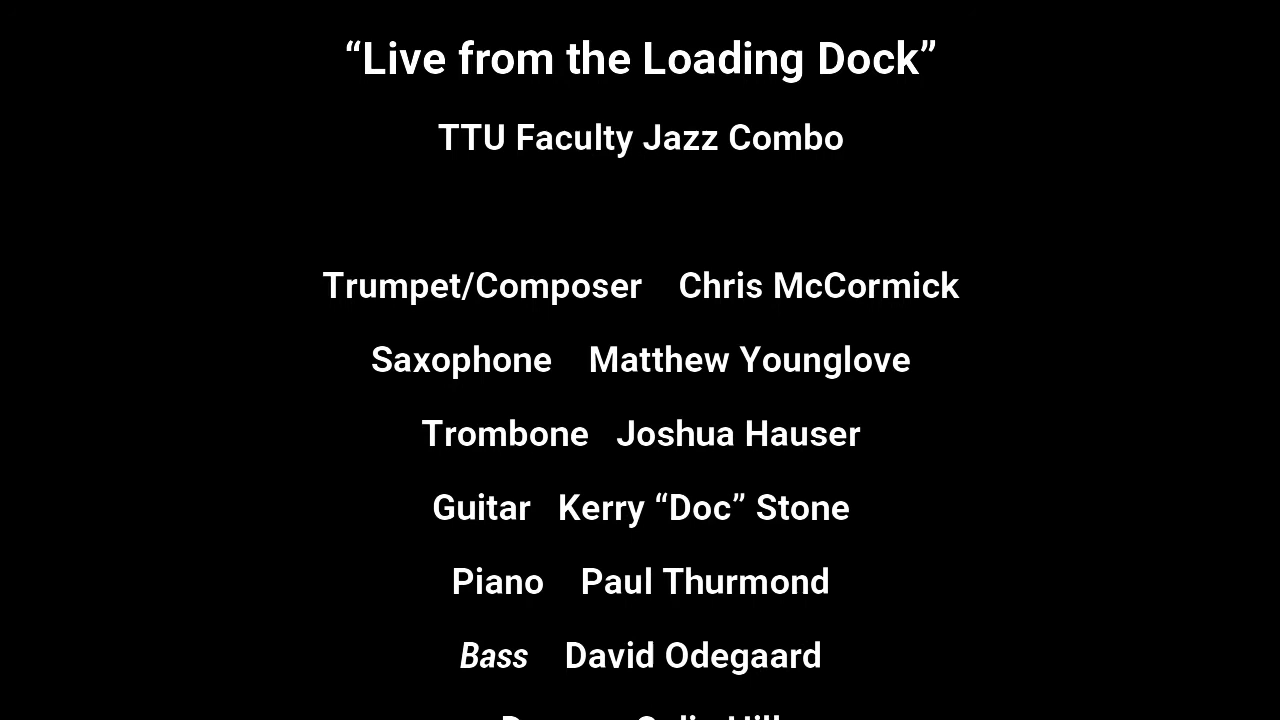 “Live from the Loading Dock”
TTU Faculty Jazz Combo
Trumpet/Composer Chris McCormick
Saxophone Matthew Younglove
Trombone Joshua Hauser
Guitar Kerry “Doc” Stone
Piano Paul Thurmond
Bass David Odegaard